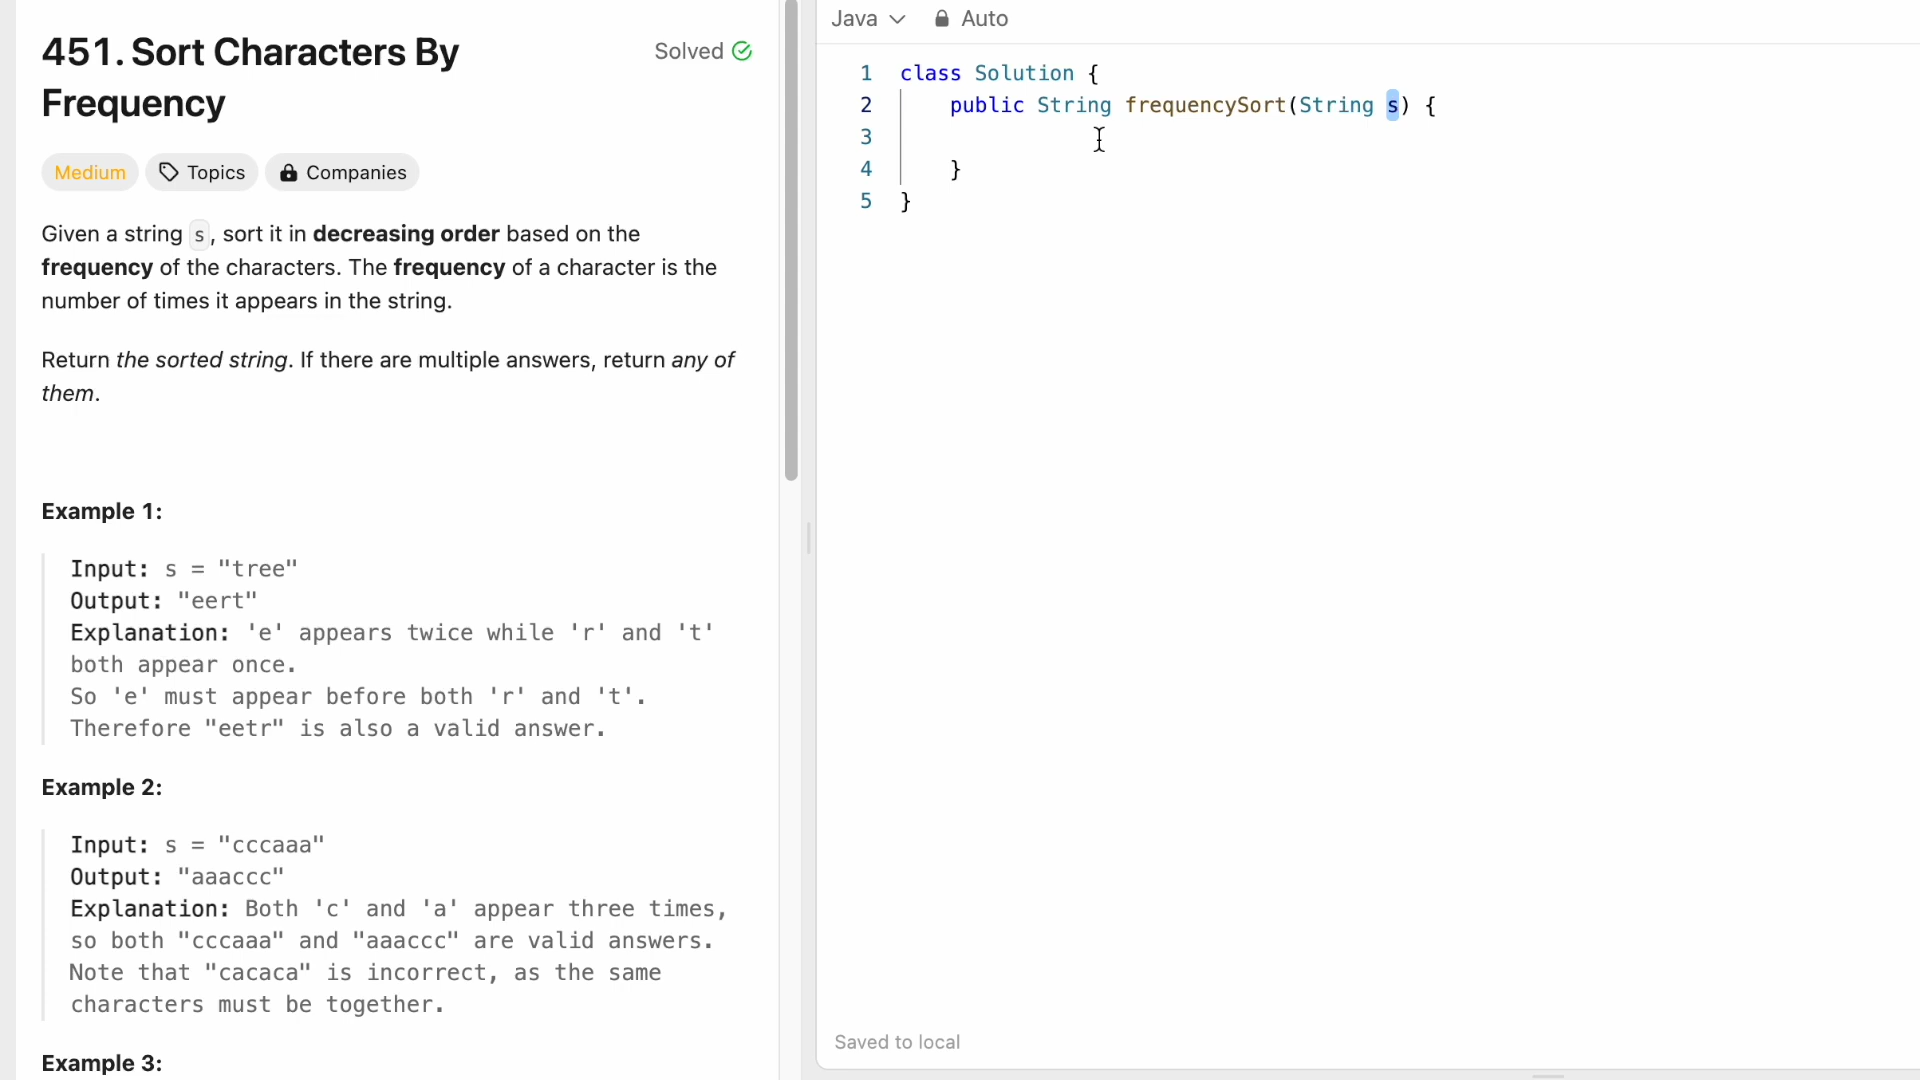 451. Sort Characters By
Frequency
Solved
Medium
Topics
Companies
Given a string s, sort it in decreasing order based on the
frequency of the characters. The frequency of a character is the
number of times it appears in the string.
Return the sorted string. If there are multiple answers, return any of
them.
Example 1:
Input: s = "tree"
Output: "eert"
Explanation: 'e' appears twice while 'r' and 't'
both appear once.
So 'e' must appear before both 'r' and 't'.
Therefore "eetr" is also a valid answer.
Example 2:
Input: s = "cccaaa"
Output: "aaaccc"
Explanation: Both 'c' and 'a' appear three times,
so both "cccaaa" and "aaaccc" are valid answers.
Note that "cacaca" is incorrect, as the same
characters must be together.
Example 3:
Java
Auto
1 class Solution {
2     public String frequencySort(String s) {
3
4     }
5 }
Saved to local